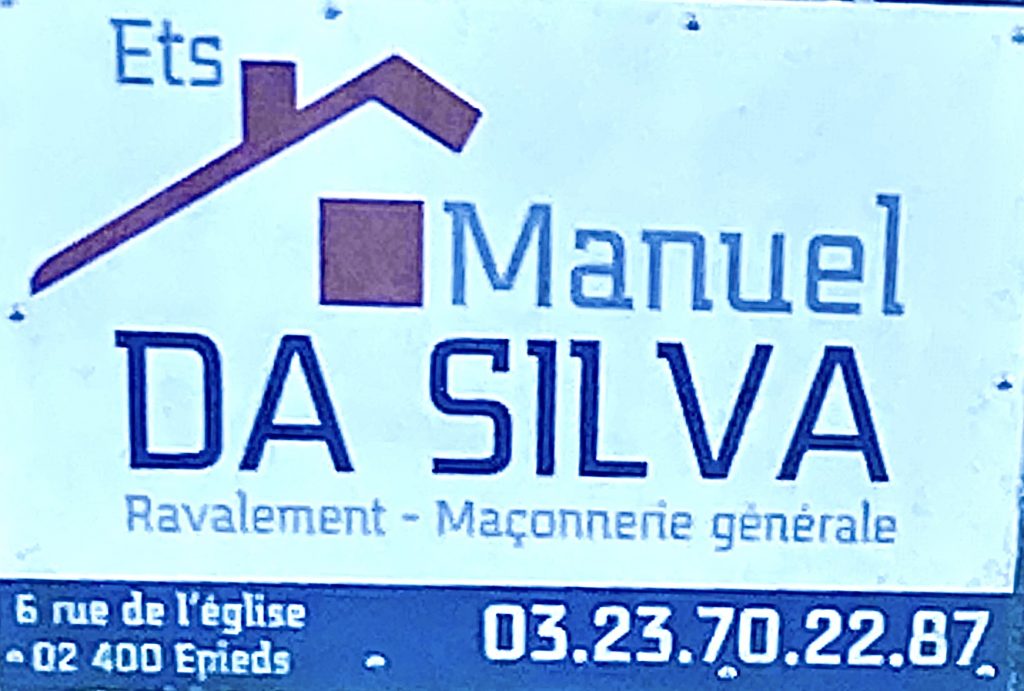 Ets
Manuel
DA SILVA
Ravalement - Maçonnerie générale
6 rue de l'église
02 400 Epieds
03.23.70.22.87